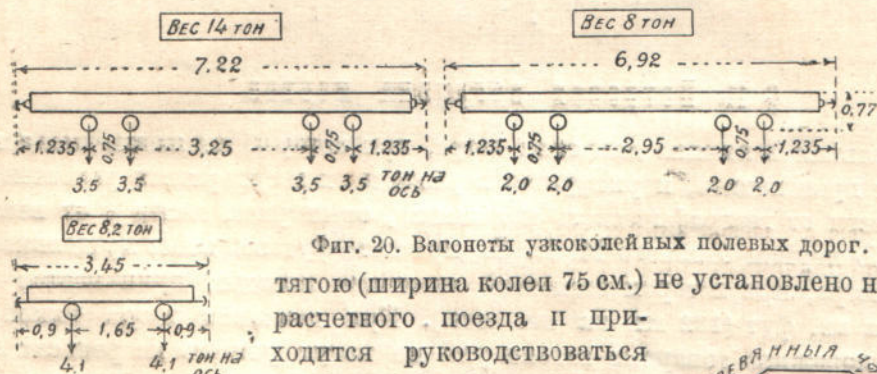 ВЕС 14 ТОН
ВЕС 8 ТОН
7.22
6,92
0,77
1.235 0,75 3,25 0,75 1.235
1.235 0,75 2,95 0,75 1,235
3,5 3,5 3,5 3,5 ТОН НА ОСЬ
2,0 2,0 2,0 2,0
ВЕС 8,2 ТОН
3,45
0,9 1,65 0,9
4,1 4,1 ТОН НА ОСЬ
Фиг. 20. Вагонеты узкоколейных полевых дорог.
тягою (ширина колеи 75 см.) не установлено н
расчетного поезда и при-
ходится руководствоваться